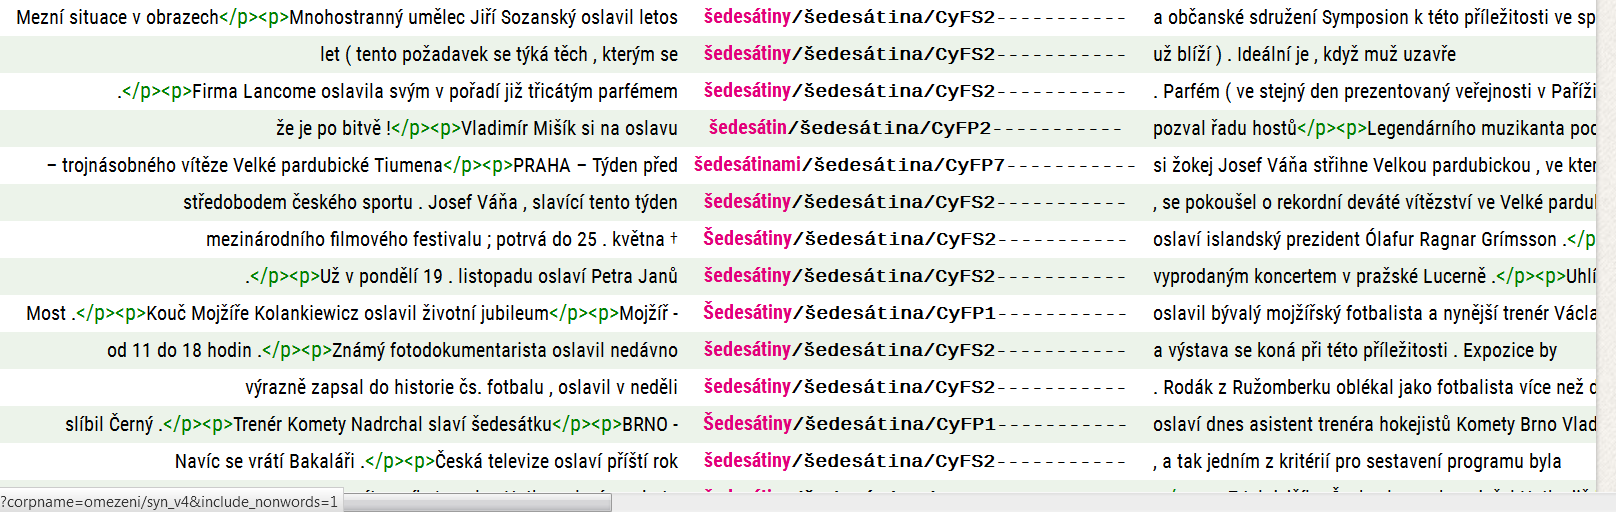 Mezní situace v obrazech</p><p>Mnohostranný umělec Jiří Sozanský oslavil letos šedesátiny/šedesátina/CyFS2----------- a občanské sdružení Symposion k této příležitosti ve sp
let ( tento požadavek se týká těch , kterým se šedesátiny/šedesátina/CyFS2----------- už blíží ) . Ideální je , když muž uzavře
.</p><p>Firma Lancome oslavila svým v pořadí již třicátým parfémem šedesátiny/šedesátina/CyFS2----------- . Parfém ( ve stejný den prezentovaný veřejnosti v Paříži
že je po bitvě !</p><p>Vladimír Mišík si na oslavu šedesátin/šedesátina/CyFP2----------- pozval řadu hostů</p><p>Legendárního muzikanta pod
– trojnásobného vítěze Velké pardubické Tiumena</p><p>PRAHA – Týden před šedesátinami/šedesátina/CyFP7----------- si žokej Josef Váňa střihne Velkou pardubickou , ve kter
středobodem českého sportu . Josef Váňa , slavící tento týden šedesátiny/šedesátina/CyFS2----------- , se pokoušel o rekordní deváté vítězství ve Velké pardul
mezinárodního filmového festivalu ; potrvá do 25 . května † Šedesátiny/šedesátina/CyFS2----------- oslaví islandský prezident Ólafur Ragnar Grímsson .</p
.</p><p>Už v pondělí 19 . listopadu oslaví Petra Janů šedesátiny/šedesátina/CyFS2----------- vyprodaným koncertem v pražské Lucerně .</p><p>Uhlí
Most .</p><p>Kouč Mojžíře Kolankiewicz oslavil životní jubileum</p><p>Mojžíř - Šedesátiny/šedesátina/CyFP1----------- oslavil bývalý mojžířský fotbalista a nynější trenér Václa
od 11 do 18 hodin .</p><p>Známý fotodokumentarista oslavil nedávno šedesátiny/šedesátina/CyFS2----------- a výstava se koná při této příležitosti . Expozice by
výrazně zapsal do historie čs. fotbalu , oslavil v neděli šedesátiny/šedesátina/CyFS2----------- . Rodák z Ružomberku oblékal jako fotbalista více než d
slíbil Černý .</p><p>Trenér Komety Nadrchal slaví šedesátku</p><p>BRNO - Šedesátiny/šedesátina/CyFP1----------- oslaví dnes asistent trenéra hokejistů Komety Brno Vlad
Navíc se vrátí Bakaláři .</p><p>Česká televize oslaví příští rok šedesátiny/šedesátina/CyFS2----------- , a tak jedním z kritérií pro sestavení programu byla
?corpname=omezeni/syn_v4&include_nonwords=1